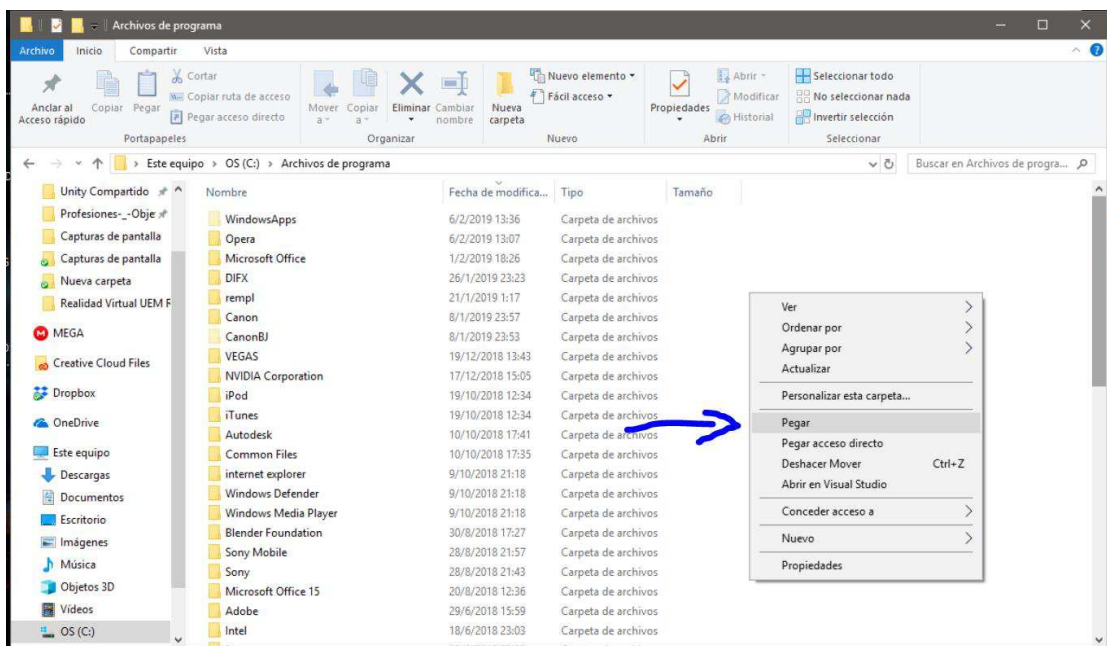 Archivos de programa
Archivo Inicio Compartir Vista
Anclar al Acceso rápido
Copiar
Pegar
Cortar
Copiar ruta de acceso
Pegar acceso directo
Portapapeles
Mover a
Copiar a
Eliminar
Cambiar nombre
Organizar
Nueva carpeta
Nuevo elemento
Fácil acceso
Nuevo
Propiedades
Abrir
Modificar
Historial
Abrir
Seleccionar todo
No seleccionar nada
Invertir selección
Seleccionar
Este equipo > OS (C:) > Archivos de programa
Buscar en Archivos de progra...
Unity Compartido
Profesiones-_-Obje
Capturas de pantalla
Capturas de pantalla
Nueva carpeta
Realidad Virtual UEM R
MEGA
Creative Cloud Files
Dropbox
OneDrive
Este equipo
Descargas
Documentos
Escritorio
Imágenes
Música
Objetos 3D
Vídeos
OS (C:)
Nombre Fecha de modifica... Tipo Tamaño
WindowsApps 6/2/2019 13:36 Carpeta de archivos
Opera 6/2/2019 13:07 Carpeta de archivos
Microsoft Office 1/2/2019 18:26 Carpeta de archivos
DIFX 26/1/2019 23:23 Carpeta de archivos
rempl 21/1/2019 1:17 Carpeta de archivos
Canon 8/1/2019 23:57 Carpeta de archivos
CanonBJ 8/1/2019 23:53 Carpeta de archivos
VEGAS 19/12/2018 13:43 Carpeta de archivos
NVIDIA Corporation 17/12/2018 15:05 Carpeta de archivos
iPod 19/10/2018 12:34 Carpeta de archivos
iTunes 19/10/2018 12:34 Carpeta de archivos
Autodesk 10/10/2018 17:41 Carpeta de archivos
Common Files 10/10/2018 17:35 Carpeta de archivos
internet explorer 9/10/2018 21:18 Carpeta de archivos
Windows Defender 9/10/2018 21:18 Carpeta de archivos
Windows Media Player 9/10/2018 21:18 Carpeta de archivos
Blender Foundation 30/8/2018 17:27 Carpeta de archivos
Sony Mobile 28/8/2018 21:57 Carpeta de archivos
Sony 28/8/2018 21:43 Carpeta de archivos
Microsoft Office 15 20/8/2018 12:36 Carpeta de archivos
Adobe 29/6/2018 15:59 Carpeta de archivos
Intel 18/6/2018 23:03 Carpeta de archivos
Ver
Ordenar por
Agrupar por
Actualizar
Personalizar esta carpeta...
Pegar
Pegar acceso directo
Deshacer Mover Ctrl+Z
Abrir en Visual Studio
Conceder acceso a
Nuevo
Propiedades